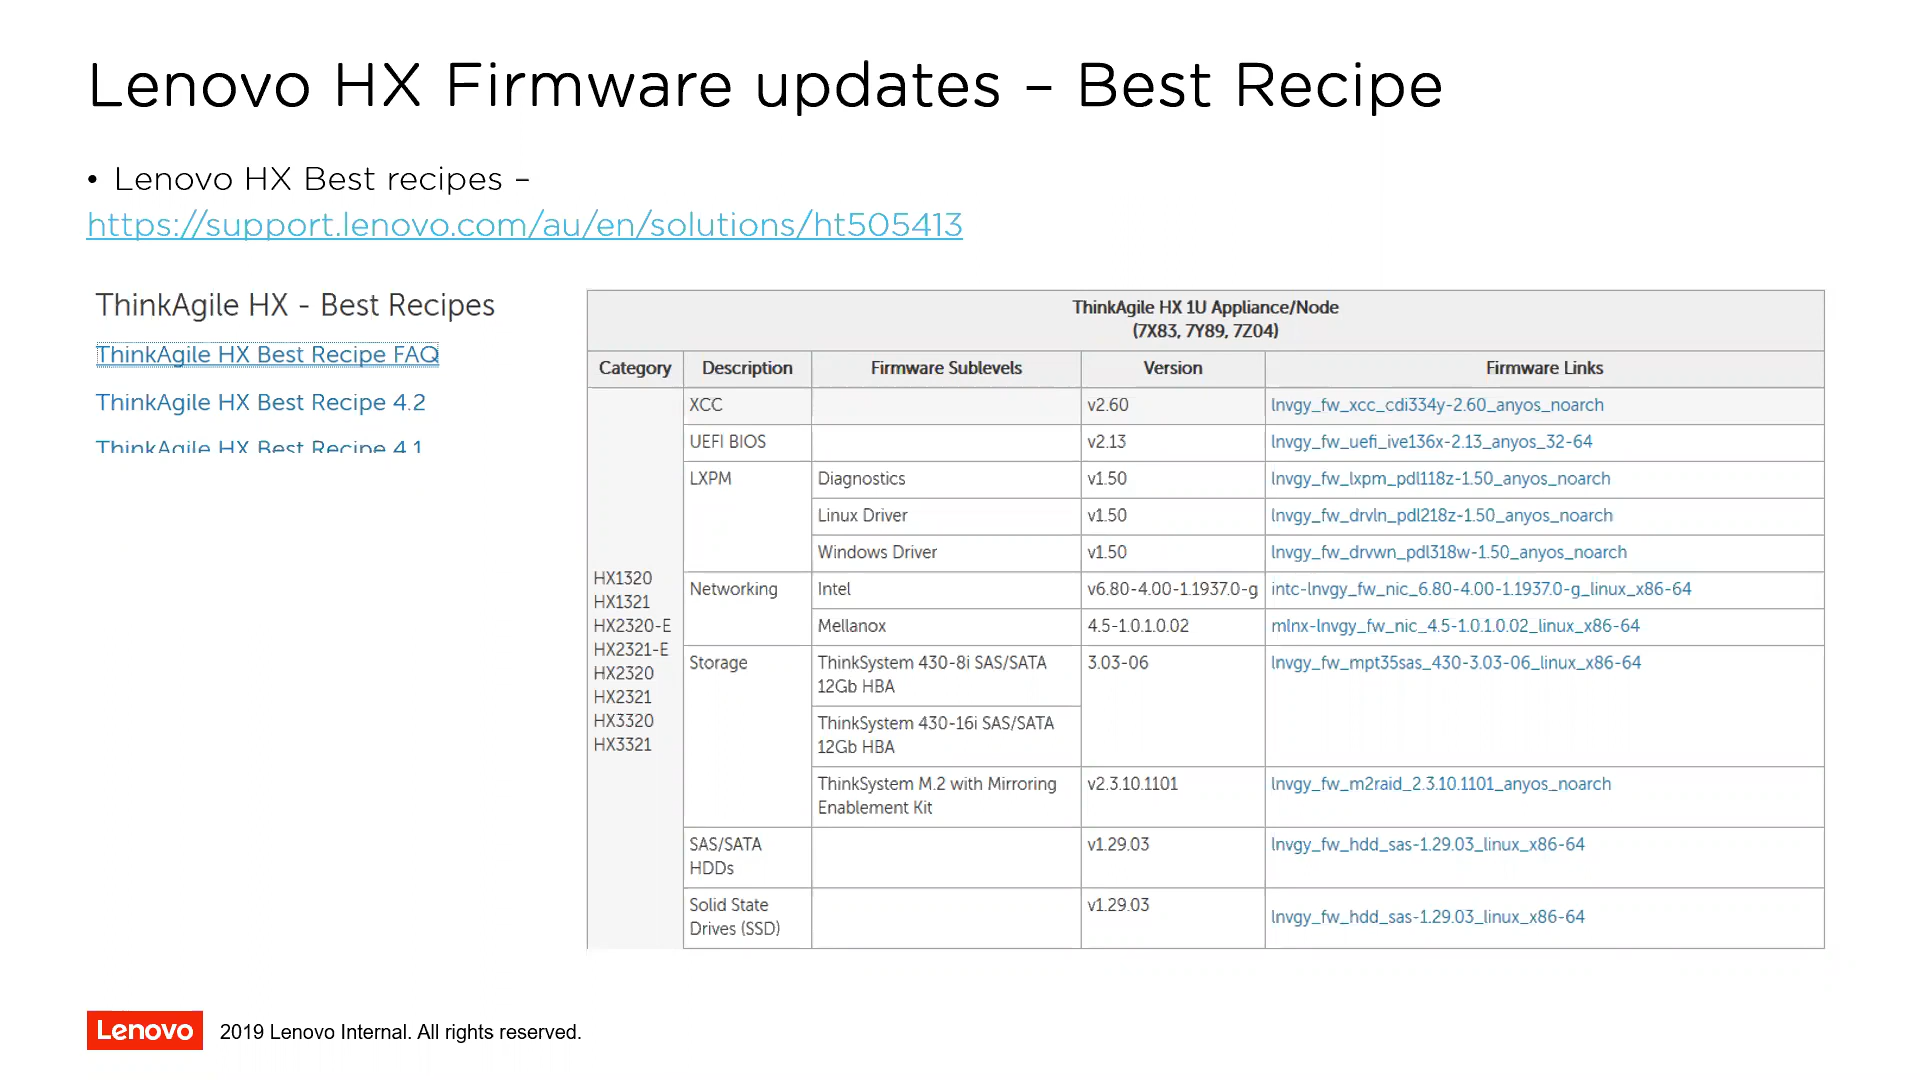 Lenovo HX Firmware updates – Best Recipe
• Lenovo HX Best recipes –
https://support.lenovo.com/au/en/solutions/ht505413
ThinkAgile HX - Best Recipes
ThinkAgile HX Best Recipe FAQ
ThinkAgile HX Best Recipe 4.2
ThinkAgile HX Best Recipe 4.1
ThinkAgile HX 1U Appliance/Node
(7X83, 7Y89, 7Z04)
Category Description Firmware Sublevels Version Firmware Links
HX1320
HX1321
HX2320-E
HX2321-E
HX2320
HX2321
HX3320
HX3321
XCC v2.60 lnvgy_fw_xcc_cdi334y-2.60_anyos_noarch
UEFI BIOS v2.13 lnvgy_fw_uefi_ive136x-2.13_anyos_32-64
LXPM Diagnostics v1.50 lnvgy_fw_lxpm_pdl118z-1.50_anyos_noarch
Linux Driver v1.50 lnvgy_fw_drvln_pdl218z-1.50_anyos_noarch
Windows Driver v1.50 lnvgy_fw_drvwn_pdl318w-1.50_anyos_noarch
Networking Intel v6.80-4.00-1.1937.0-g intc-lnvgy_fw_nic_6.80-4.00-1.1937.0-g_linux_x86-64
Mellanox 4.5-1.0.1.0.02 mlnx-lnvgy_fw_nic_4.5-1.0.1.0.02_linux_x86-64
Storage ThinkSystem 430-8i SAS/SATA 3.03-06 lnvgy_fw_mpt35sas_430-3.03-06_linux_x86-64
12Gb HBA
ThinkSystem 430-16i SAS/SATA
12Gb HBA
ThinkSystem M.2 with Mirroring v2.3.10.1101 lnvgy_fw_m2raid_2.3.10.1101_anyos_noarch
Enablement Kit
SAS/SATA v1.29.03 lnvgy_fw_hdd_sas-1.29.03_linux_x86-64
HDDs
Solid State v1.29.03 lnvgy_fw_hdd_sas-1.29.03_linux_x86-64
Drives (SSD)
Lenovo 2019 Lenovo Internal. All rights reserved.